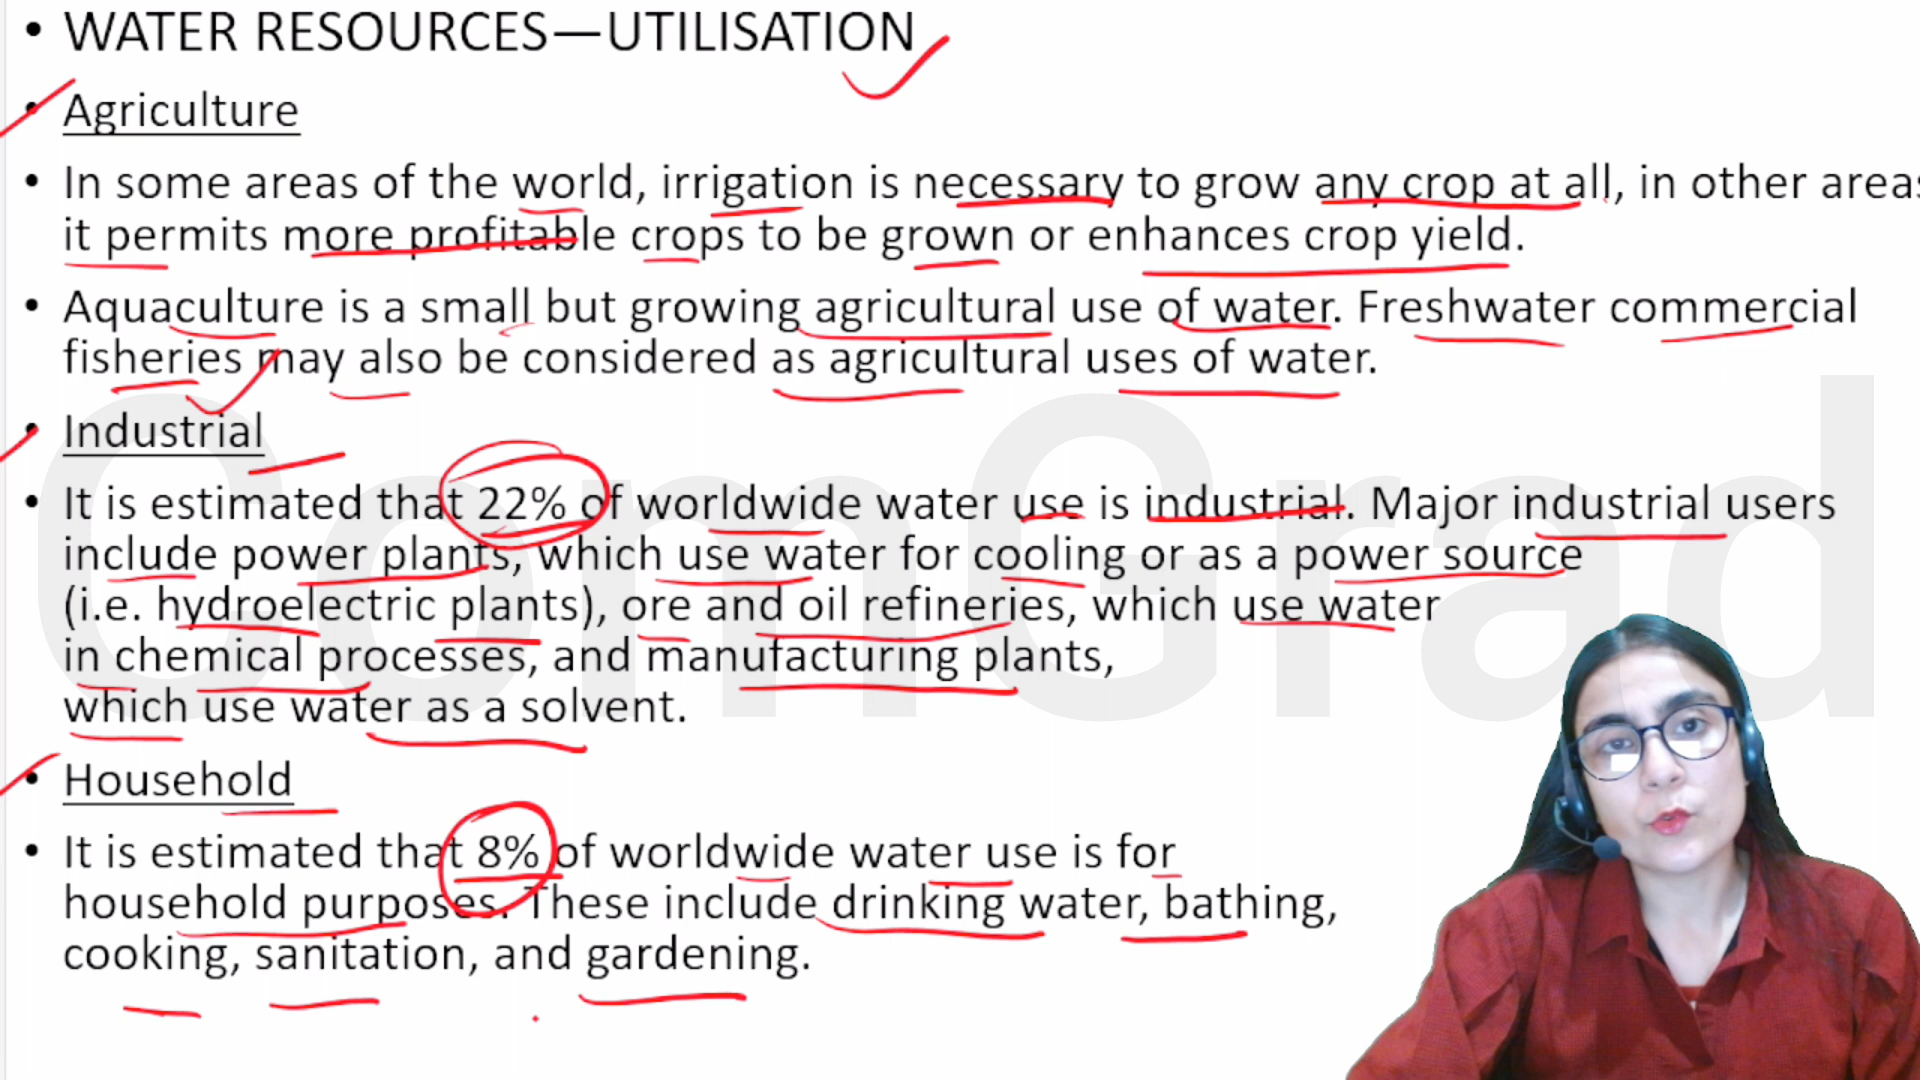 • WATER RESOURCES—UTILISATION
• Agriculture
• In some areas of the world, irrigation is necessary to grow any crop at all, in other areas
it permits more profitable crops to be grown or enhances crop yield.
• Aquaculture is a small but growing agricultural use of water. Freshwater commercial
fisheries may also be considered as agricultural uses of water.
• Industrial
• It is estimated that 22% of worldwide water use is industrial. Major industrial users
include power plants, which use water for cooling or as a power source
(i.e. hydroelectric plants), ore and oil refineries, which use water
in chemical processes, and manufacturing plants,
which use water as a solvent.
• Household
• It is estimated that 8% of worldwide water use is for
household purposes. These include drinking water, bathing,
cooking, sanitation, and gardening.
ComGrad